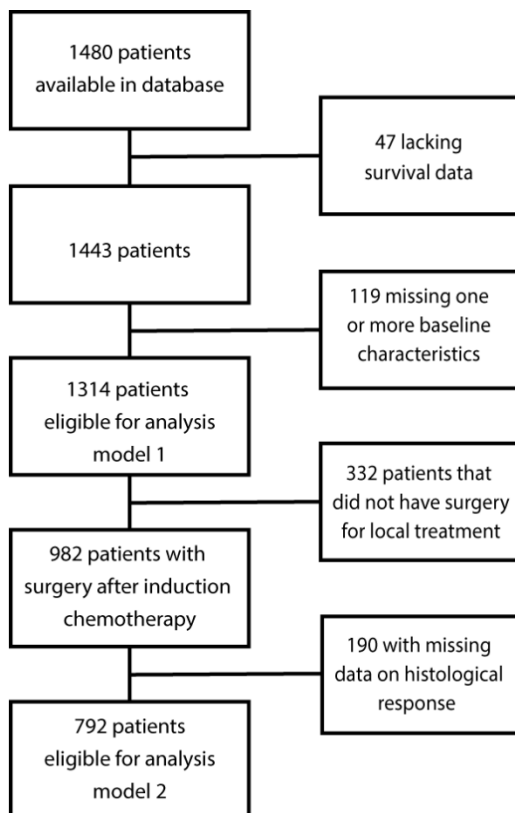 1480 patients
available in database
47 lacking
survival data
1443 patients
119 missing one
or more baseline
characteristics
1314 patients
eligible for analysis
model 1
332 patients that
did not have surgery
for local treatment
982 patients with
surgery after induction
chemotherapy
190 with missing
data on histological
response
792 patients
eligible for analysis
model 2